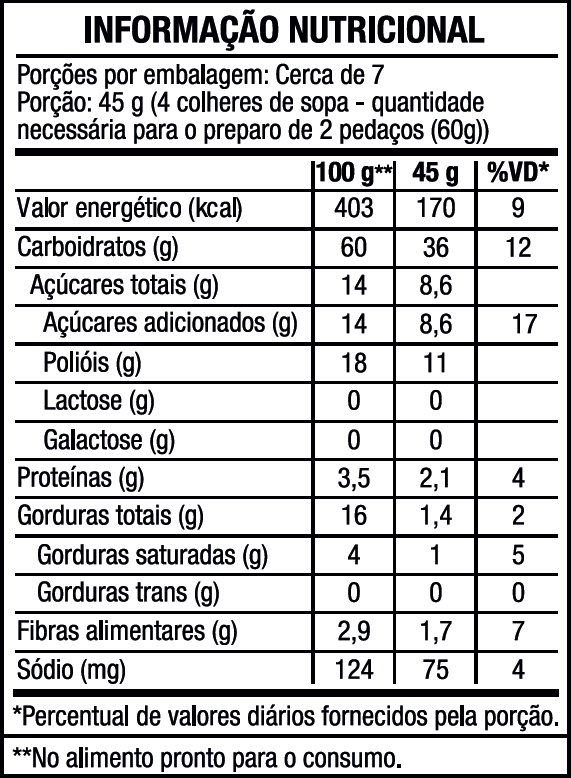 INFORMAÇÃO NUTRICIONAL
Porções por embalagem: Cerca de 7
Porção: 45 g (4 colheres de sopa - quantidade
necessária para o preparo de 2 pedaços (60g))
100 g** 45 g %VD*
Valor energético (kcal) 403 170 9
Carboidratos (g) 60 36 12
Açúcares totais (g) 14 8,6
Açúcares adicionados (g) 14 8,6 17
Polióis (g) 18 11
Lactose (g) 0 0
Galactose (g) 0 0
Proteínas (g) 3,5 2,1 4
Gorduras totais (g) 16 1,4 2
Gorduras saturadas (g) 4 1 5
Gorduras trans (g) 0 0 0
Fibras alimentares (g) 2,9 1,7 7
Sódio (mg) 124 75 4
*Percentual de valores diários fornecidos pela porção.
**No alimento pronto para o consumo.